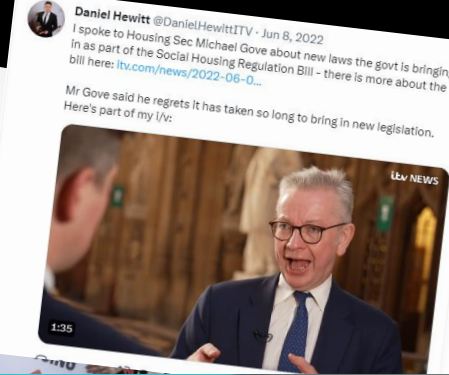 Daniel Hewitt @DanielHewittITV · Jun 8, 2022
I spoke to Housing Sec Michael Gove about new laws the govt is bringing
in as part of the Social Housing Regulation Bill - there is more about the
bill here: itv.com/news/2022-06-0...
Mr Gove said he regrets it has taken so long to bring in new legislation.
Here's part of my i/v:
itv NEWS
1:35